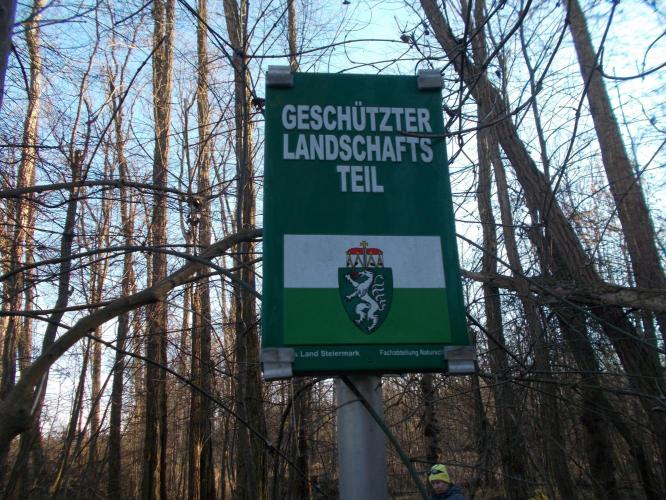 GESCHÜTZTER
LANDSCHAFTS
TEIL
Land Steiermark Fachabteilung